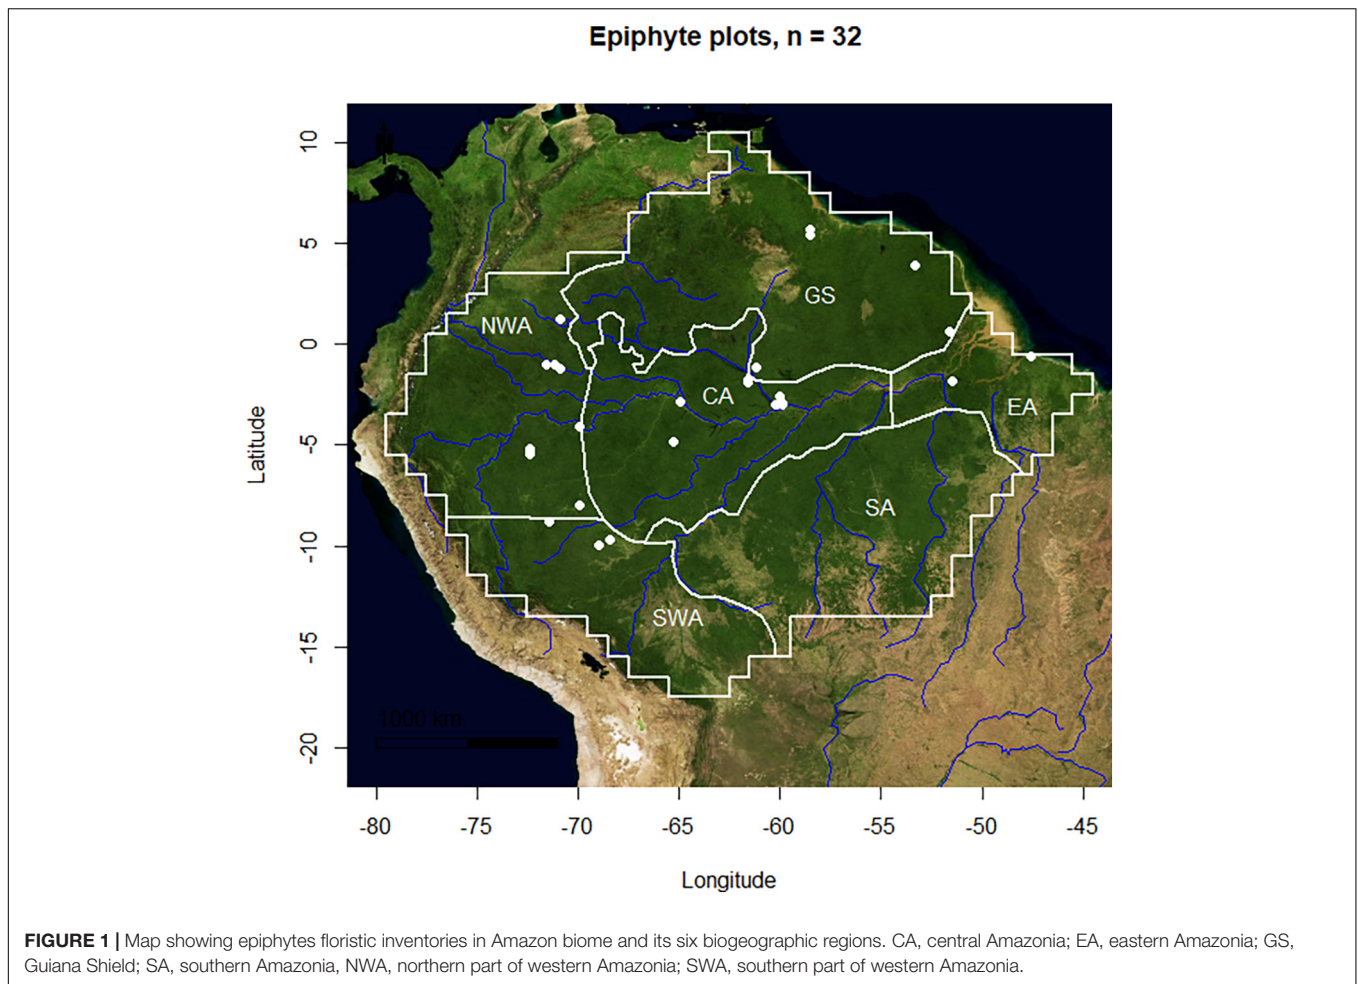 Epiphyte plots, n = 32
10
5
0
-5
-10
-15
-20
Latitude
GS
NWA
CA
EA
SA
SWA
1000 km
-80 -75 -70 -65 -60 -55 -50 -45
Longitude
FIGURE 1 | Map showing epiphytes floristic inventories in Amazon biome and its six biogeographic regions. CA, central Amazonia; EA, eastern Amazonia; GS,
Guiana Shield; SA, southern Amazonia, NWA, northern part of western Amazonia; SWA, southern part of western Amazonia.